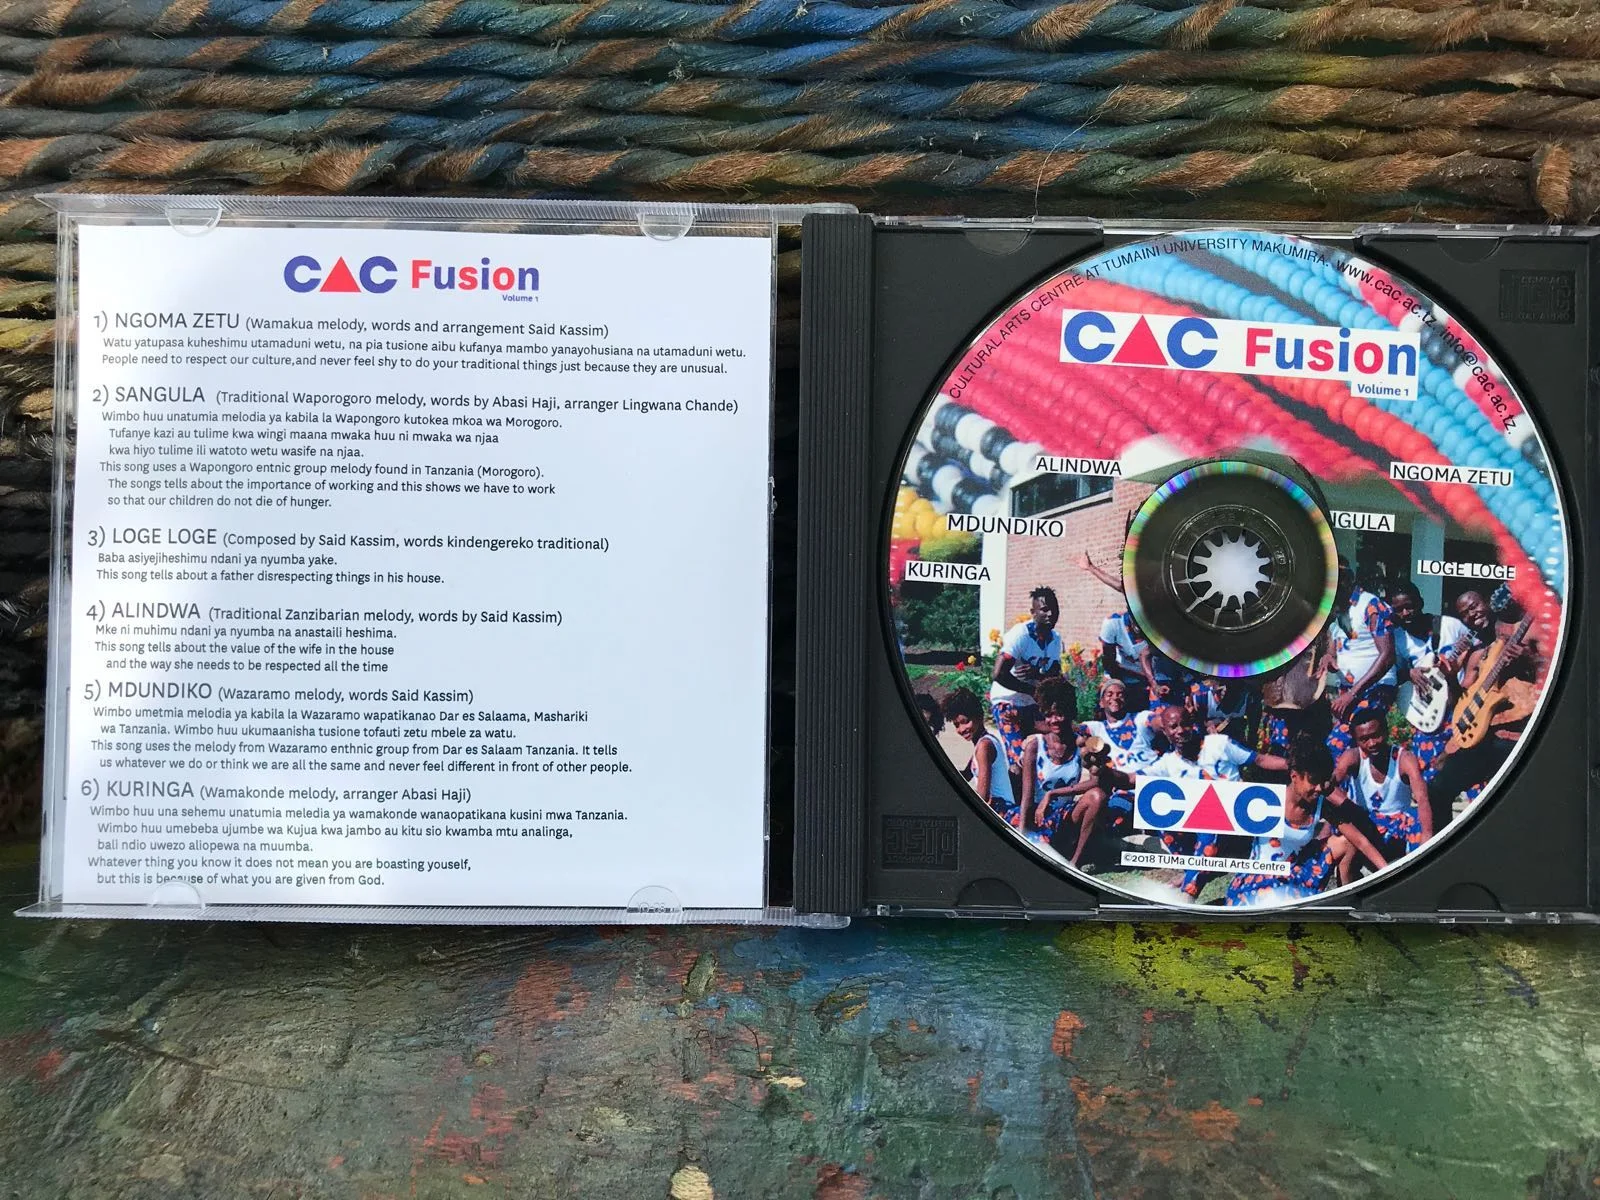 CAC Fusion
Volume 1
1) NGOMA ZETU (Wamakua melody, words and arrangement Said Kassim)
Watu yatupasa kuheshimu utamaduni wetu, na pia tusione aibu kufanya mambo yanayohusiana na utamaduni wetu.
People need to respect our culture,and never feel shy to do your traditional things just because they are unusual.
2) SANGULA (Traditional Waporogoro melody, words by Abasi Haji, arranger Lingwana Chande)
Wimbo huu unatumia melodia ya kabila la Wapongoro kutokea mkoa wa Morogoro.
Tufanye kazi au tulime kwa wingi maana mwaka huu ni mwaka wa njaa
kwa hiyo tulime ili watoto wetu wasife na njaa.
This song uses a Wapongoro entnic group melody found in Tanzania (Morogoro).
The songs tells about the importance of working and this shows we have to work
so that our children do not die of hunger.
3) LOGE LOGE (Composed by Said Kassim, words kindengereko traditional)
Baba asiyejiheshimu ndani ya nyumba yake.
This song tells about a father disrespecting things in his house.
4) ALINDWA (Traditional Zanzibarian melody, words by Said Kassim)
Mke ni muhimu ndani ya nyumba na anastaili heshima.
This song tells about the value of the wife in the house
and the way she needs to be respected all the time
5) MDUNDIKO (Wazaramo melody, words Said Kassim)
Wimbo umetmia melodia ya kabila la Wazaramo wapatikanao Dar es Salaama, Mashariki
wa Tanzania. Wimbo huu ukumaanisha tusione tofauti zetu mbele za watu.
This song uses the melody from Wazaramo enthnic group from Dar es Salaam Tanzania. It tells
us whatever we do or think we are all the same and never feel different in front of other people.
6) KURINGA (Wamakonde melody, arranger Abasi Haji)
Wimbo huu una sehemu unatumia meledia ya wamakonde wanaopatikana kusini mwa Tanzania.
Wimbo huu umebeba ujumbe wa Kujua kwa jambo au kitu sio kwamba mtu analinga,
bali ndio uwezo aliopewa na muumba.
Whatever thing you know it does not mean you are boasting youself,
but this is because of what you are given from God.
CULTURAL ARTS CENTRE AT TUMAINI UNIVERSITY MAKUMIRA. www.cac.ac.tz. info@cac.ac.tz.
CAC Fusion
Volume 1
ALINDWA
NGOMA ZETU
MDUNDIKO
NGULA
KURINGA
LOGE LOGE
CAC
©2018 TUMa Cultural Arts Centre
COMPACT
disc
DIGITAL AUDIO